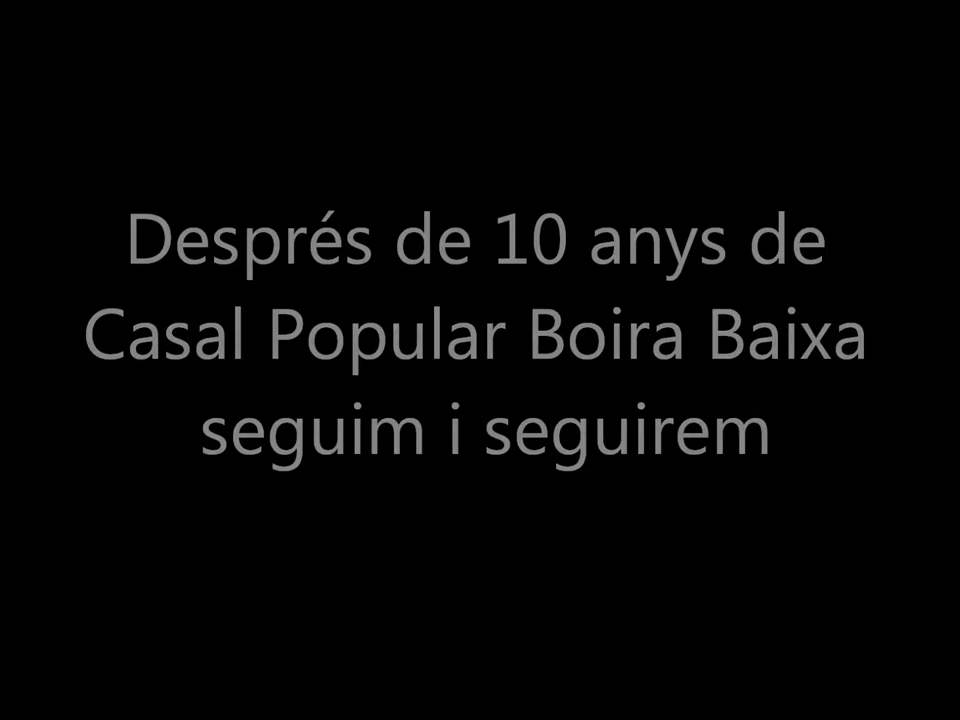 Després de 10 anys de
Casal Popular Boira Baixa
seguim i seguirem